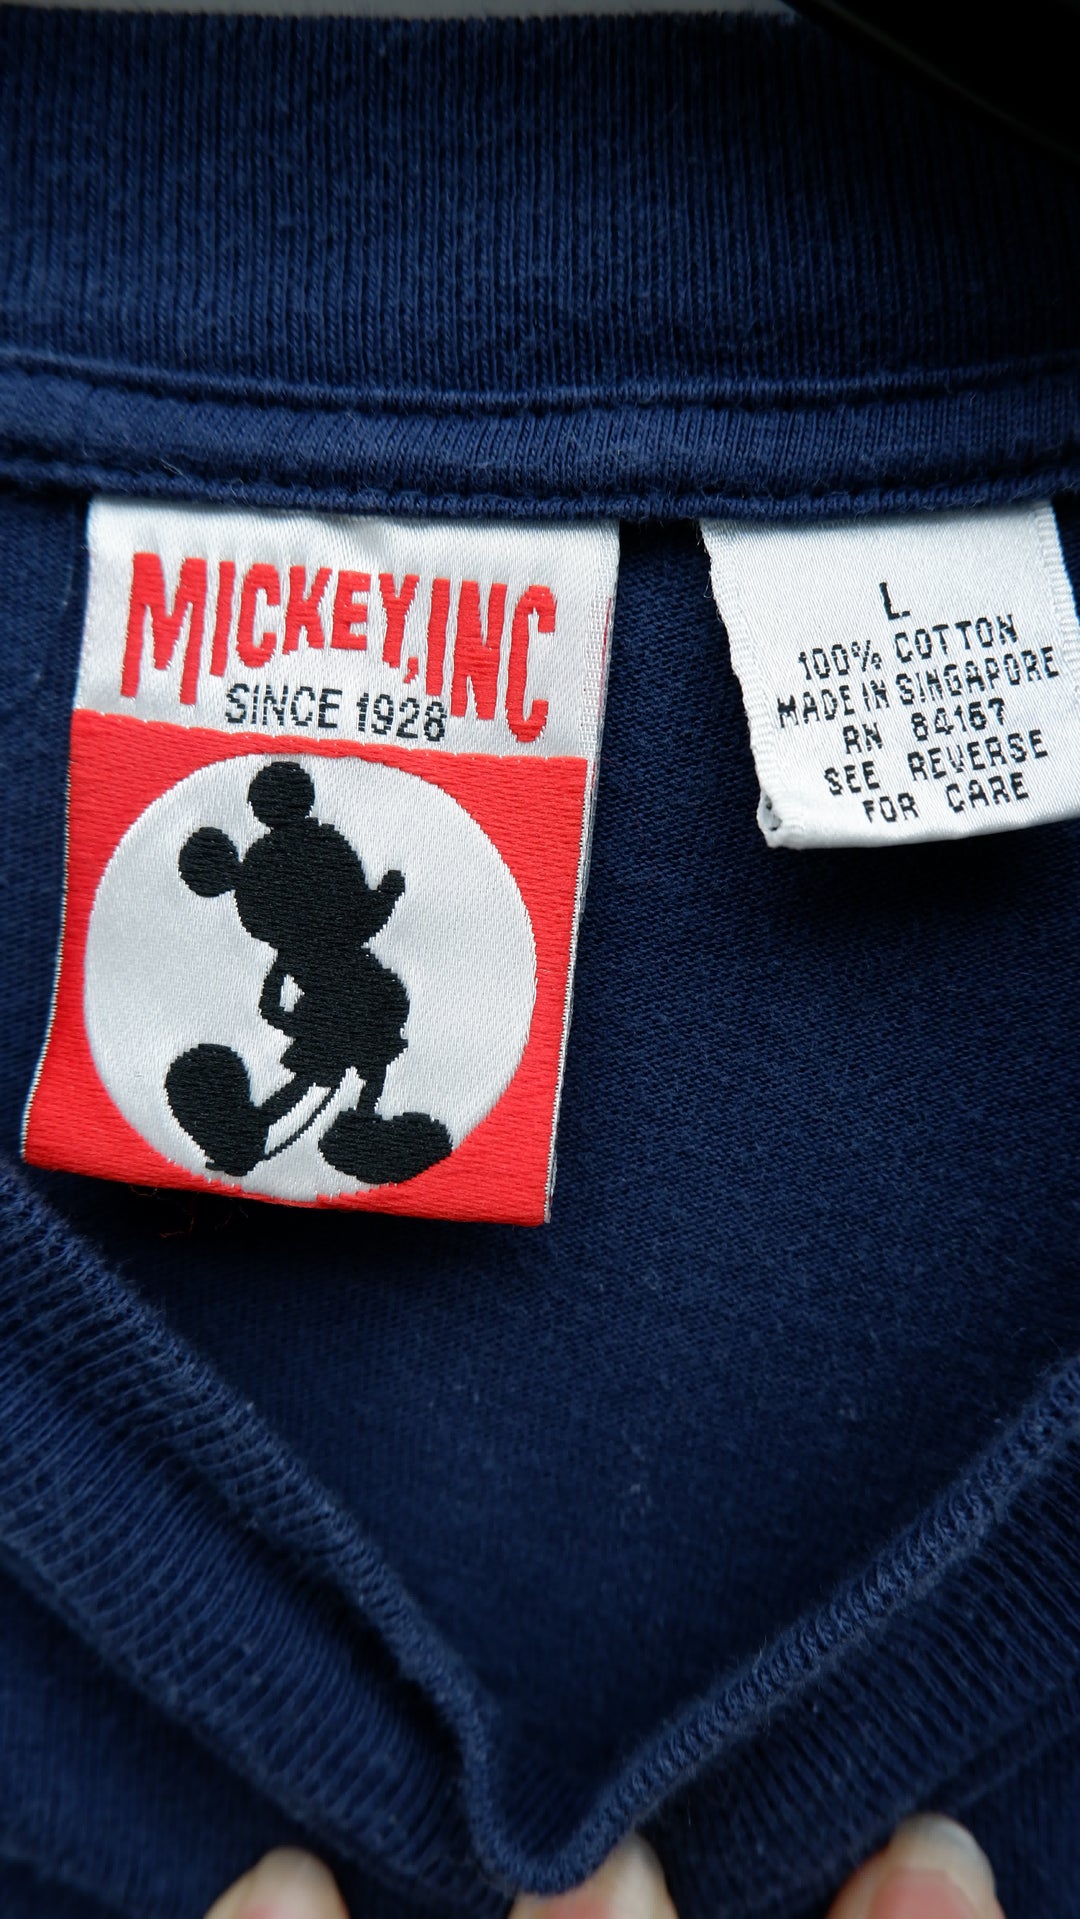 MICKEY, INC
SINCE 1928
L
100% COTTON
MADE IN SINGAPORE
RN 84167
SEE REVERSE
FOR CARE